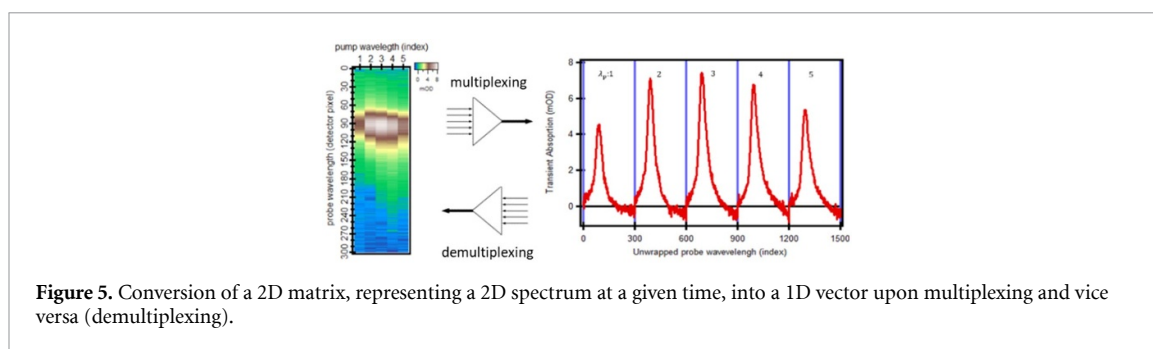 pump wavelegth (index)
1 2 3 4 5
0 4 8
mOD
probe wavelength (detector pixel)
0
30
60
90
120
150
180
210
240
270
300
multiplexing
demultiplexing
Transient Absoprtion (mOD)
8
6
4
2
0
λp:1 2 3 4 5
0 300 600 900 1200 1500
Unwrapped probe wavevelengh (index)
Figure 5. Conversion of a 2D matrix, representing a 2D spectrum at a given time, into a 1D vector upon multiplexing and vice
versa (demultiplexing).